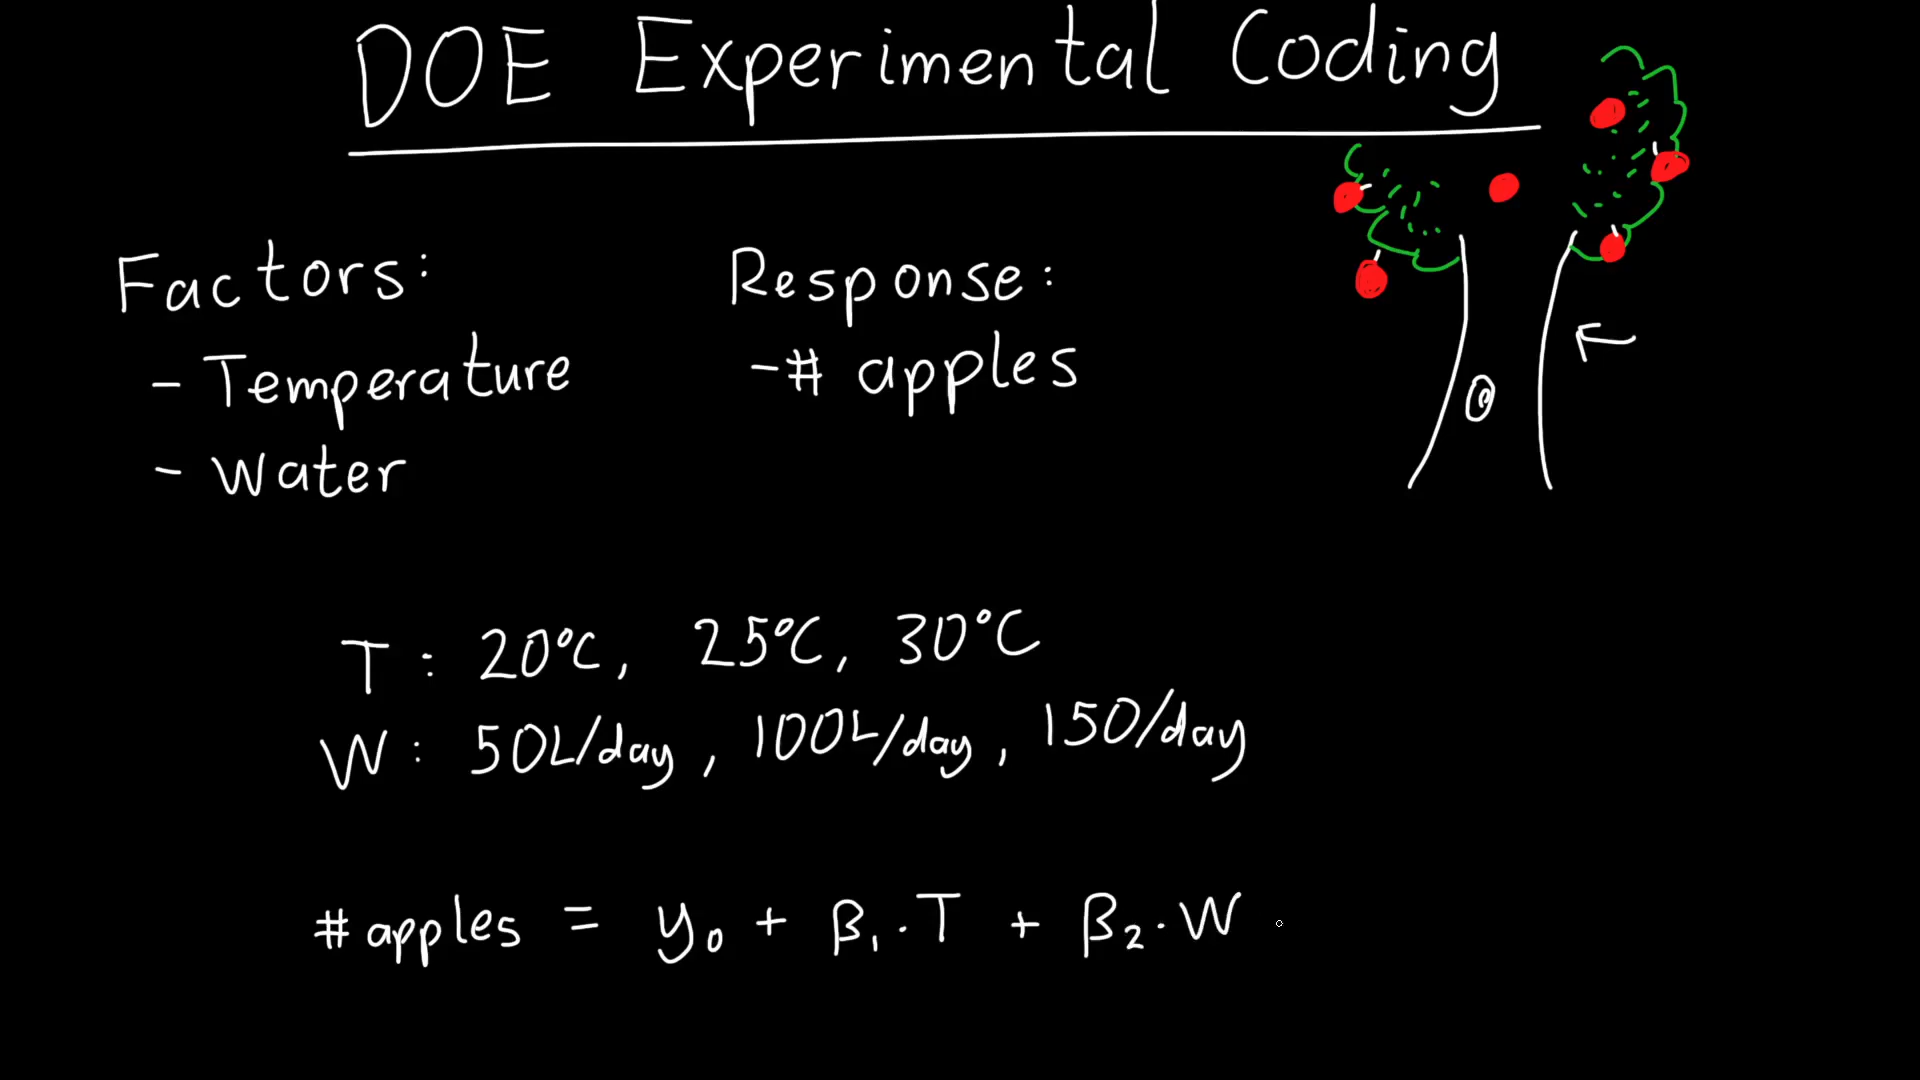 DOE Experimental Coding
Factors:
- Temperature
- Water
Response:
- # apples
T: 20°C, 25°C, 30°C
W: 50L/day, 100L/day, 150/day
# apples = y₀ + β₁·T + β₂·W